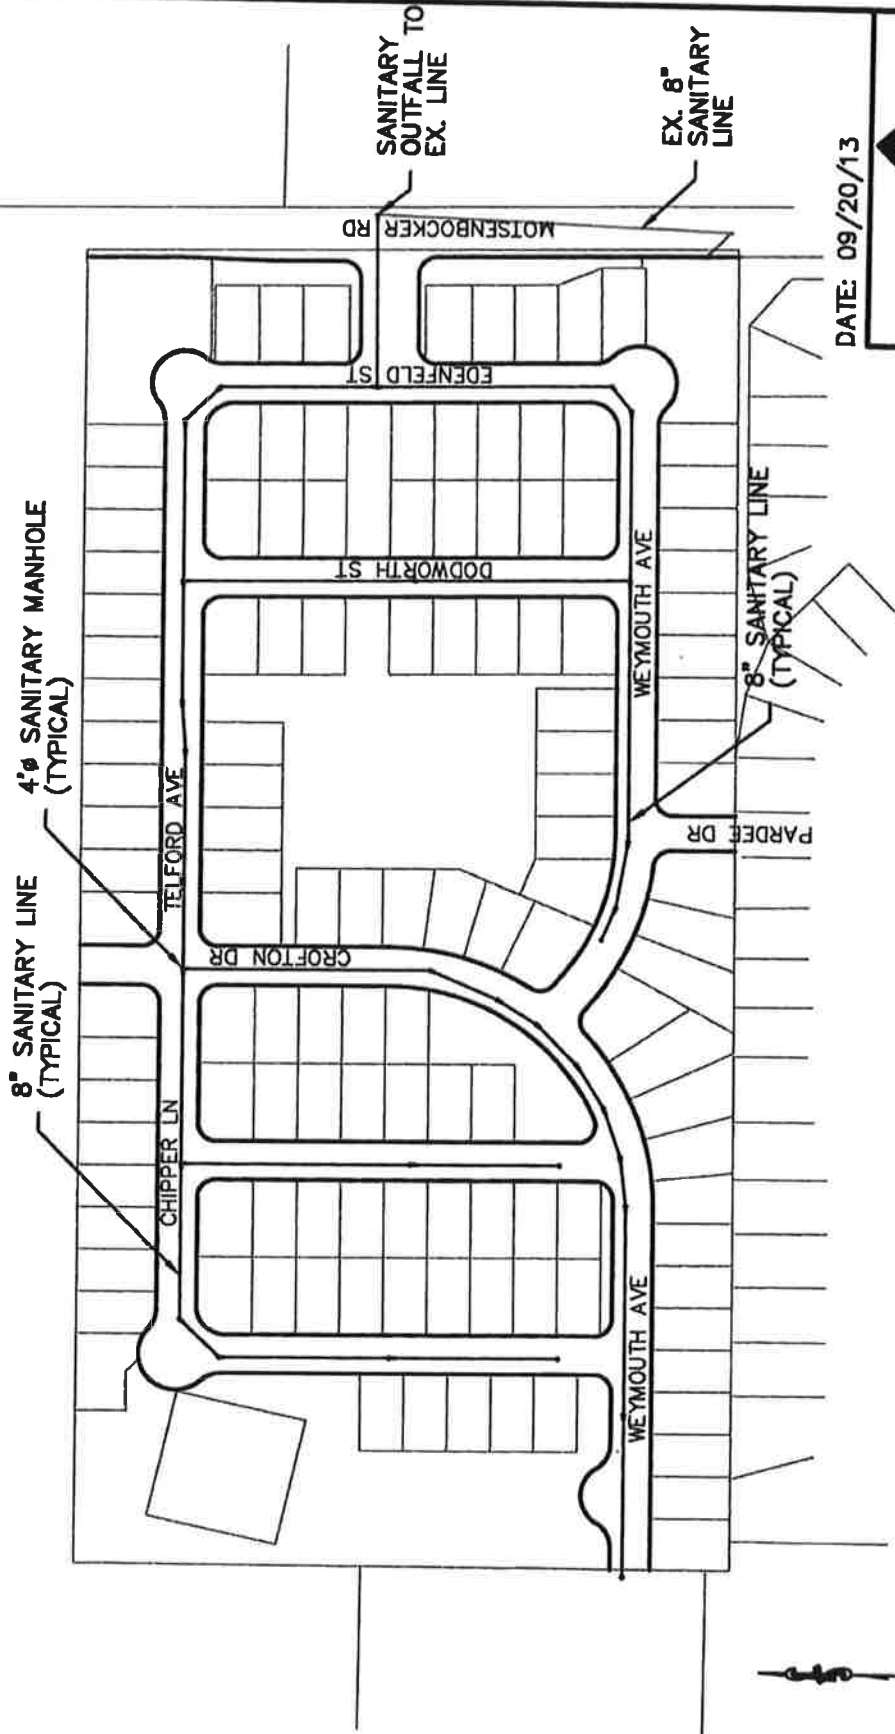 SANITARY
OUTFALL TO
EX. LINE
EX. 8"
SANITARY
LINE
DATE: 09/20/13
MOTSENBOCKER RD
EDENFELD ST
4'ø SANITARY MANHOLE
(TYPICAL)
DODWORTH ST
WEYMOUTH AVE
8" SANITARY LINE
(TYPICAL)
TELFORD AVE
PARDEE DR
8" SANITARY LINE
(TYPICAL)
CROFTON DR
CHIPPER LN
WEYMOUTH AVE